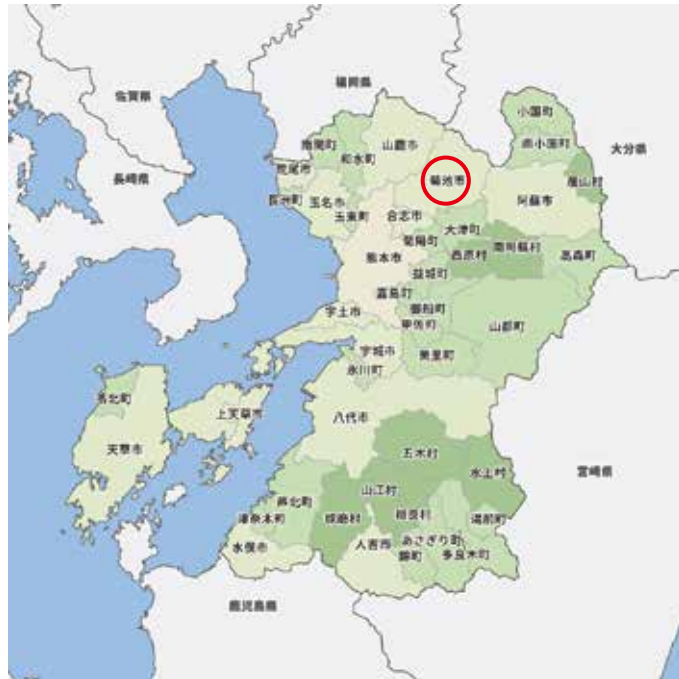 福岡県
佐賀県
小国町
南小国町
大分県
南関町
和水町
山鹿市
荒尾市
菊池市
産山村
長崎県
長洲町
玉名市
玉東町
合志市
阿蘇市
大津町
菊陽町
西原村
南阿蘇村
高森町
熊本市
益城町
嘉島町
御船町
宇土市
甲佐町
山都町
宇城市
美里町
氷川町
苓北町
上天草市
八代市
天草市
五木村
水上村
宮崎県
山江村
芦北町
球磨村
相良村
湯前町
津奈木町
あさぎり町
水俣市
人吉市
錦町
多良木町
鹿児島県